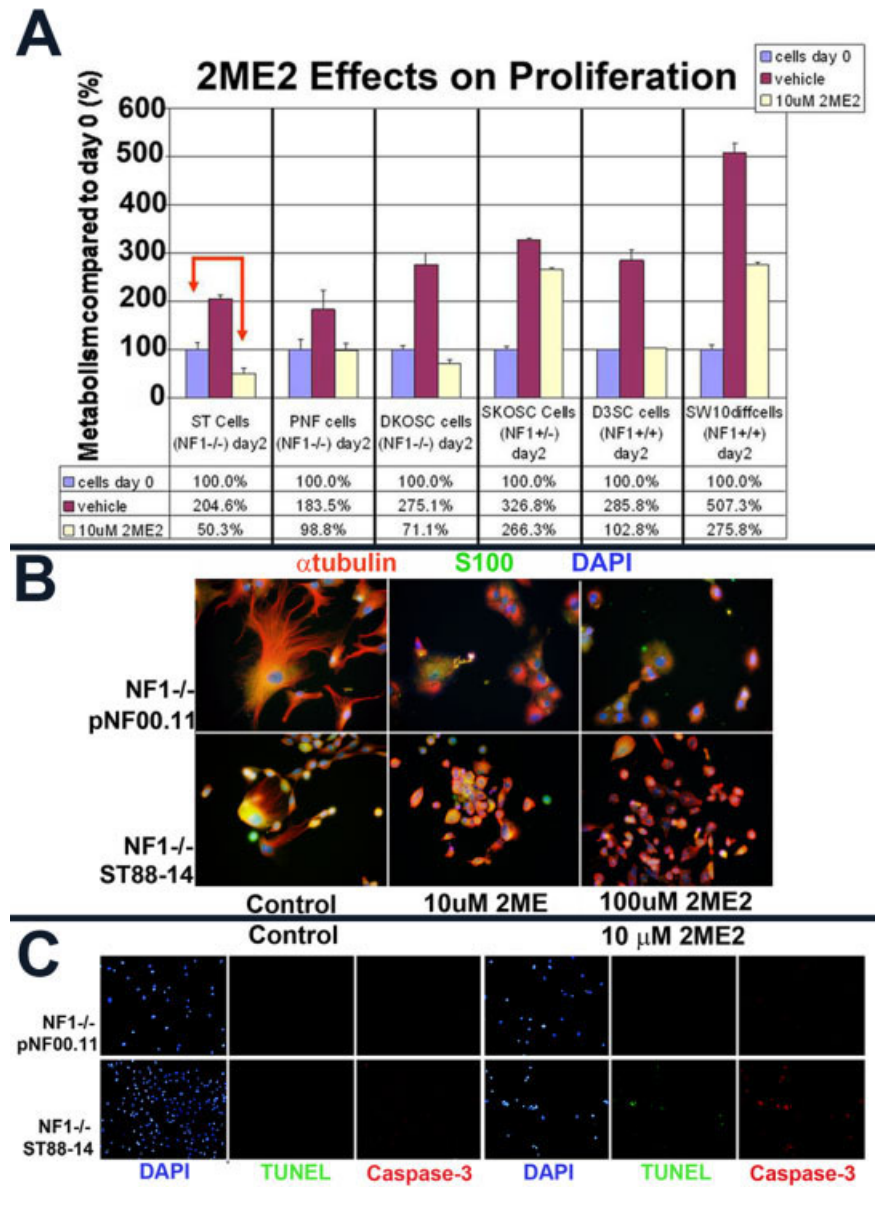 A
2ME2 Effects on Proliferation
cells day 0
vehicle
10uM 2ME2
Metabolism compared to day 0 (%)
600
500
400
300
200
100
0
ST Cells
(NF1-/-) day2
PNF cells
(NF1-/-) day2
DKOSC cells
(NF1-/-) day2
SKOSC Cells
(NF1+/-)
day2
D3SC cells
(NF1+/+)
day2
SW10diffcells
(NF1+/+)
day2
cells day 0 100.0% 100.0% 100.0% 100.0% 100.0% 100.0%
vehicle 204.6% 183.5% 275.1% 326.8% 285.8% 507.3%
10uM 2ME2 50.3% 98.8% 71.1% 266.3% 102.8% 275.8%
B
αtubulin S100 DAPI
NF1-/-
pNF00.11
NF1-/-
ST88-14
Control 10uM 2ME 100uM 2ME2
C
Control 10 μM 2ME2
NF1-/-
pNF00.11
NF1-/-
ST88-14
DAPI TUNEL Caspase-3 DAPI TUNEL Caspase-3